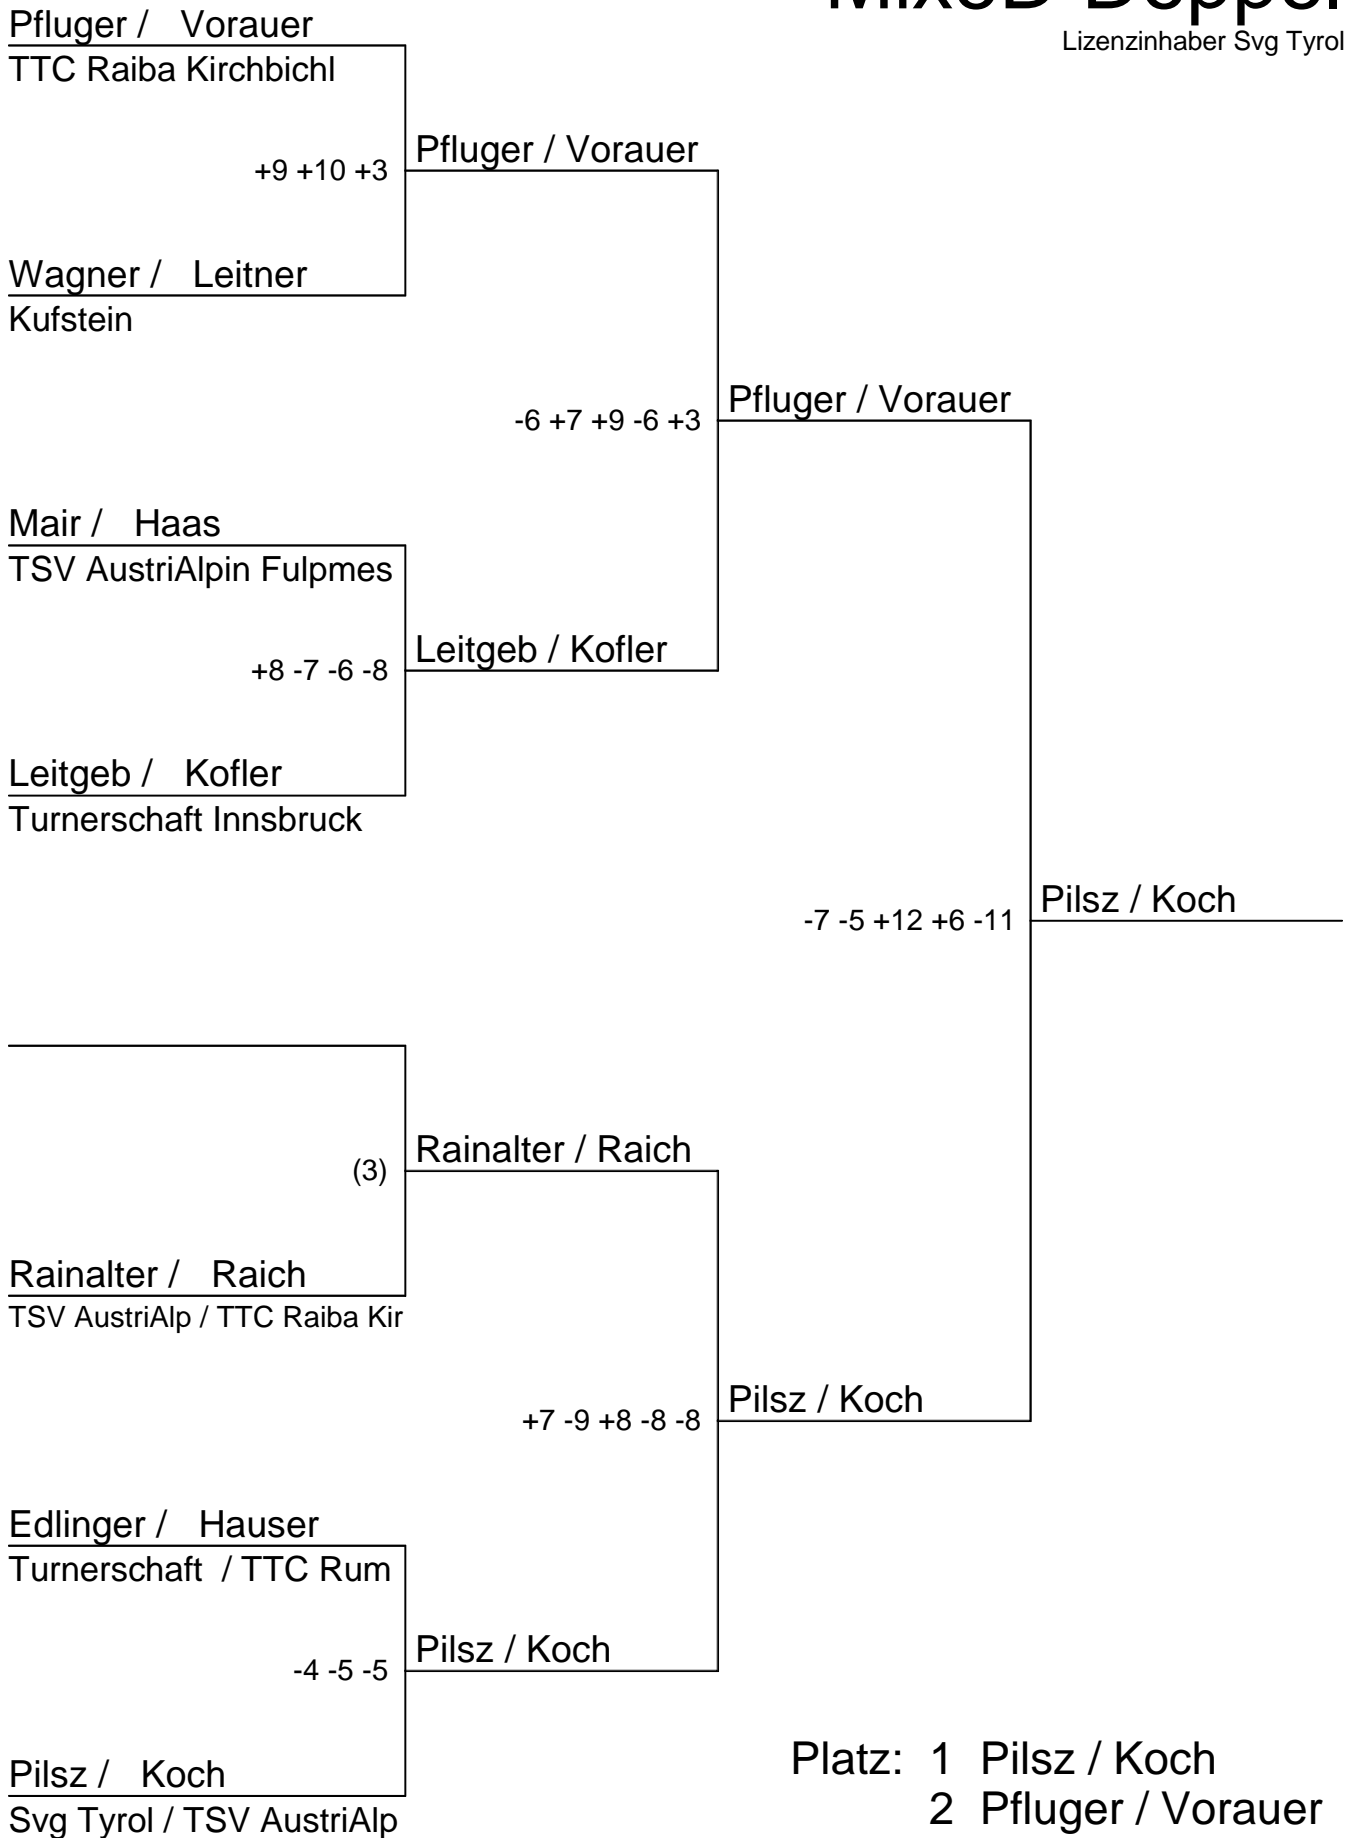 Mixed Doppel
Lizenzinhaber Svg Tyrol
Pfluger / Vorauer
TTC Raiba Kirchbichl
+9 +10 +3
Pfluger / Vorauer
Wagner / Leitner
Kufstein
-6 +7 +9 -6 +3
Pfluger / Vorauer
Mair / Haas
TSV AustriAlpin Fulpmes
+8 -7 -6 -8
Leitgeb / Kofler
Leitgeb / Kofler
Turnerschaft Innsbruck
-7 -5 +12 +6 -11
Pilsz / Koch
(3)
Rainalter / Raich
Rainalter / Raich
TSV AustriAlp / TTC Raiba Kir
+7 -9 +8 -8 -8
Pilsz / Koch
Edlinger / Hauser
Turnerschaft / TTC Rum
-4 -5 -5
Pilsz / Koch
Pilsz / Koch
Svg Tyrol / TSV AustriAlp
Platz: 1 Pilsz / Koch
2 Pfluger / Vorauer